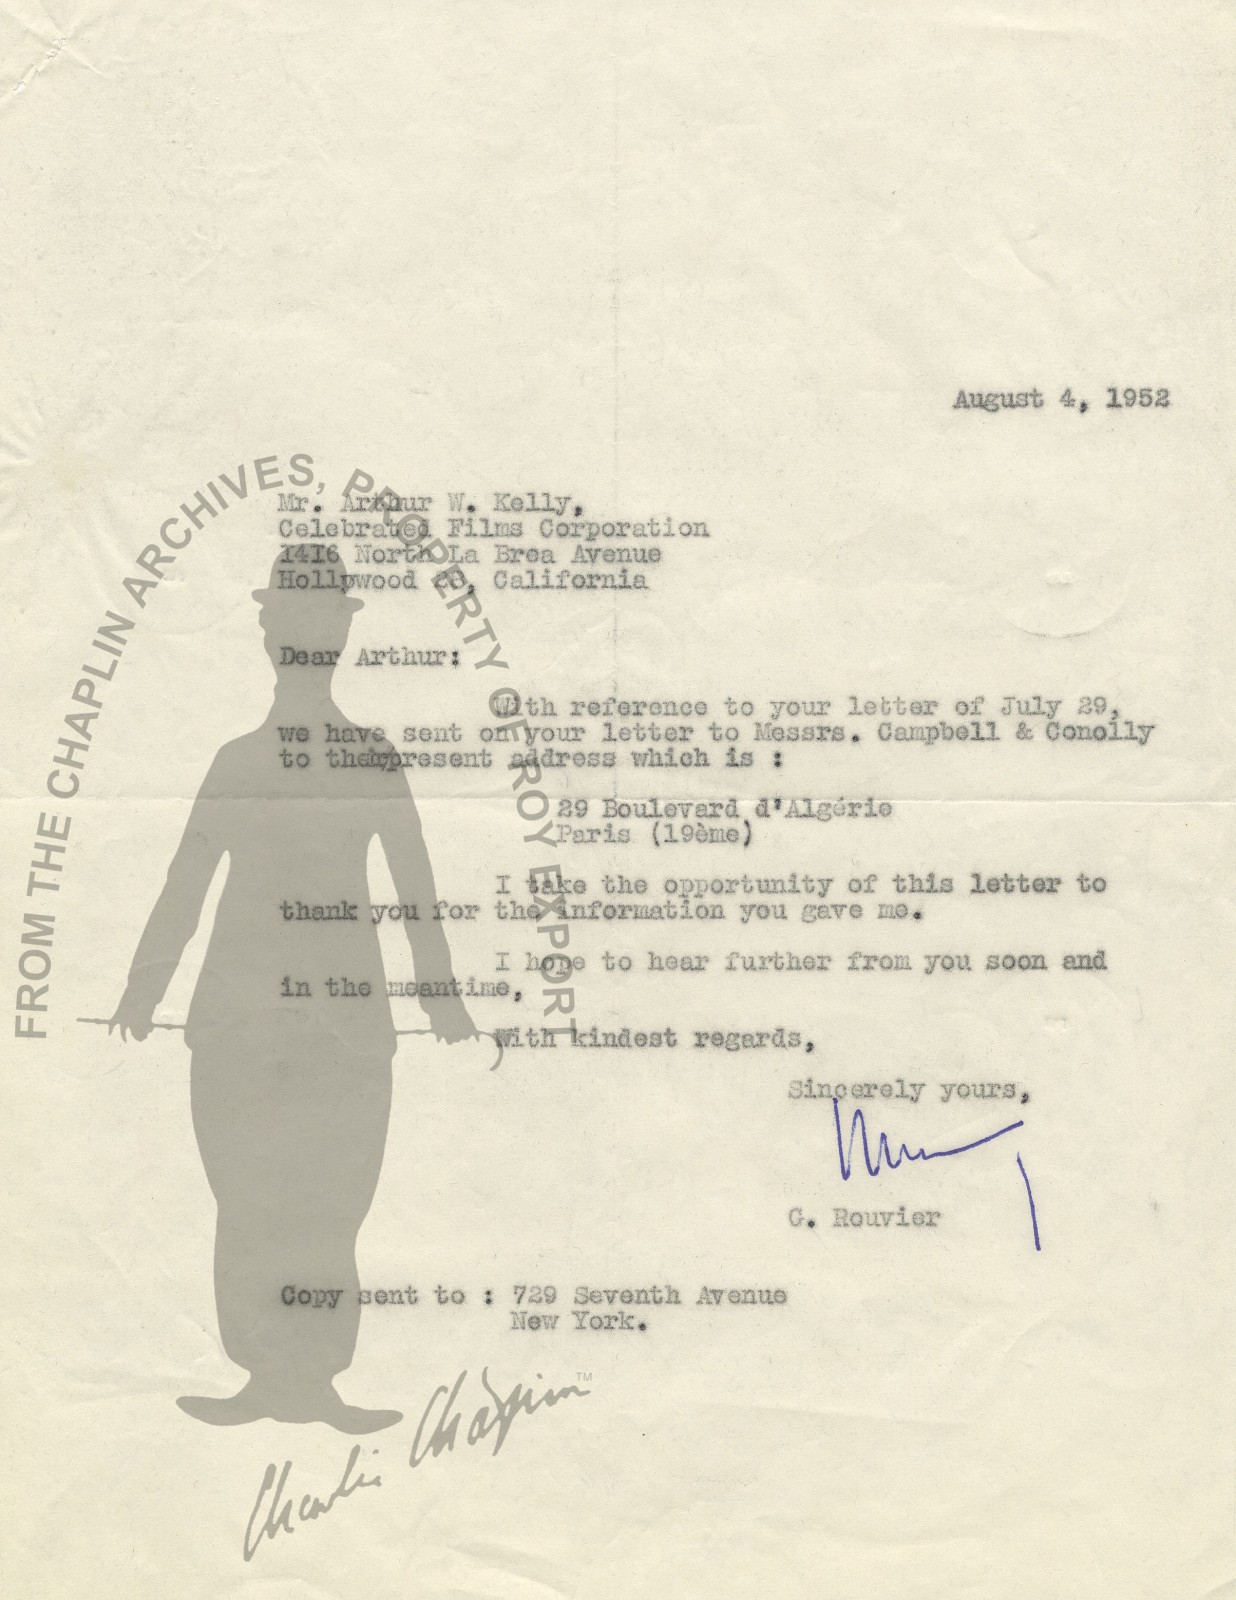 August 4, 1952
Mr. Arthur W. Kelly,
Celebrated Films Corporation
1416 North La Brea Avenue
Hollywood 28, California
Dear Arthur:
With reference to your letter of July 29,
we have sent on your letter to Messrs. Campbell & Conolly
to their present address which is :
29 Boulevard d'Algérie
Paris (19ème)
I take the opportunity of this letter to
thank you for the information you gave me.
I hope to hear further from you soon and
in the meantime,
With kindest regards,
Sincerely yours,
G. Rouvier
Copy sent to : 729 Seventh Avenue
New York.
FROM THE CHAPLIN ARCHIVES, PROPERTY OF ROY EXPORT
Charlie Chaplin TM